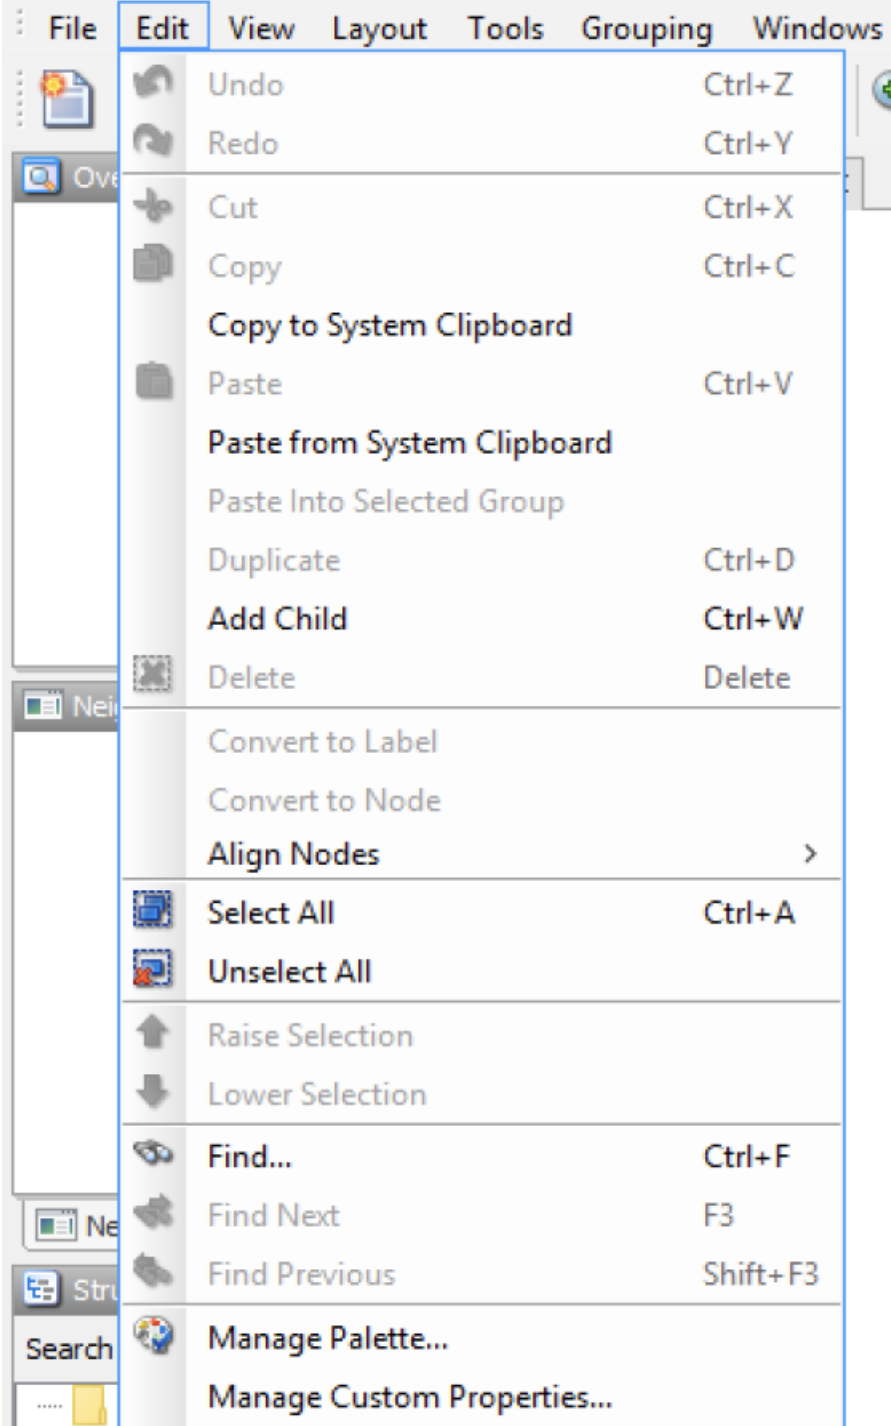 File Edit View Layout Tools Grouping Windows
Undo Ctrl+Z
Redo Ctrl+Y
Ove
Cut Ctrl+X
Copy Ctrl+C
Copy to System Clipboard
Paste Ctrl+V
Paste from System Clipboard
Paste Into Selected Group
Duplicate Ctrl+D
Add Child Ctrl+W
Delete Delete
Nei
Convert to Label
Convert to Node
Align Nodes
Select All Ctrl+A
Unselect All
Raise Selection
Lower Selection
Find... Ctrl+F
Find Next F3
Ne
Find Previous Shift+F3
Stru
Manage Palette...
Search
Manage Custom Properties...